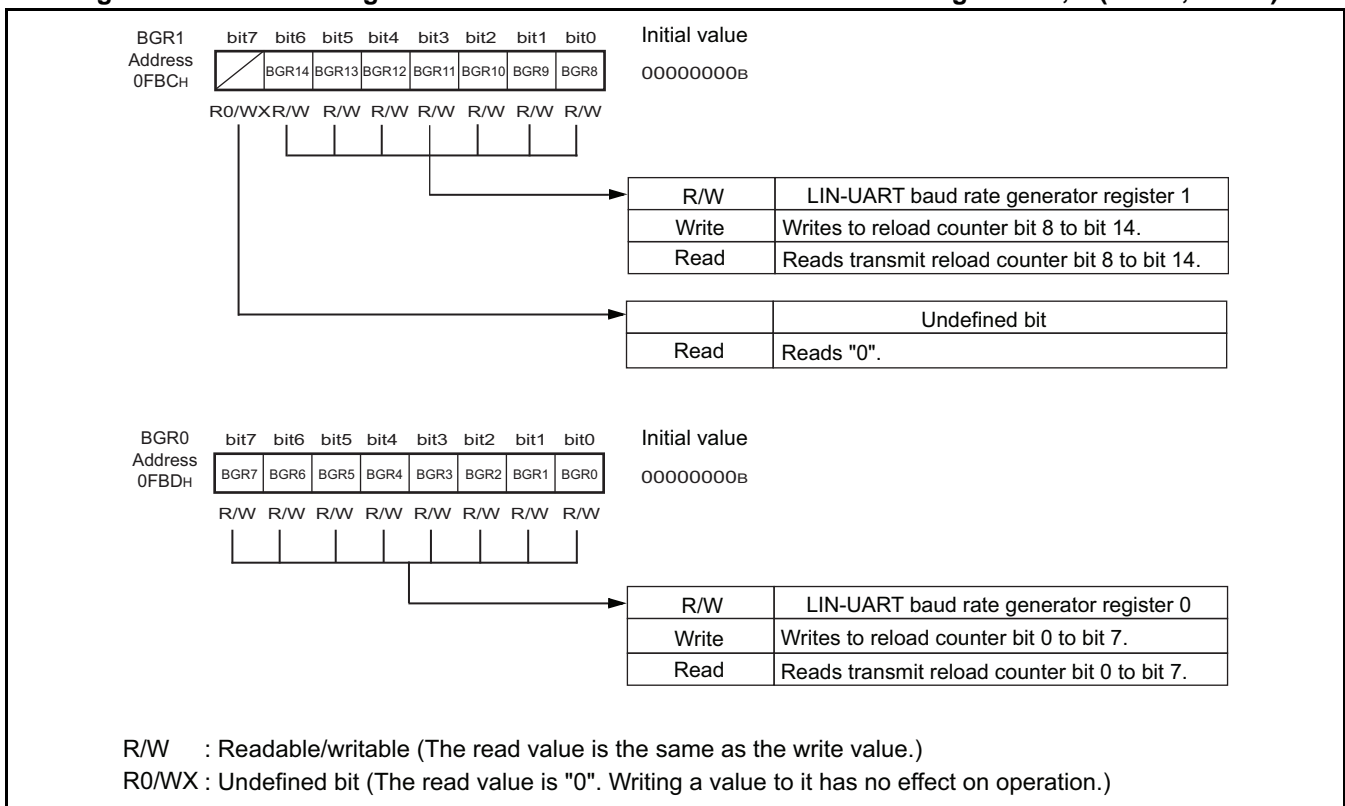 BGR1 bit7 bit6 bit5 bit4 bit3 bit2 bit1 bit0 Initial value
Address
0FBCH
BGR14 BGR13 BGR12 BGR11 BGR10 BGR9 BGR8 00000000B
R0/WX R/W R/W R/W R/W R/W R/W R/W
R/W LIN-UART baud rate generator register 1
Write Writes to reload counter bit 8 to bit 14.
Read Reads transmit reload counter bit 8 to bit 14.
Undefined bit
Read Reads "0".
BGR0 bit7 bit6 bit5 bit4 bit3 bit2 bit1 bit0 Initial value
Address
0FBDH
BGR7 BGR6 BGR5 BGR4 BGR3 BGR2 BGR1 BGR0 00000000B
R/W R/W R/W R/W R/W R/W R/W R/W
R/W LIN-UART baud rate generator register 0
Write Writes to reload counter bit 0 to bit 7.
Read Reads transmit reload counter bit 0 to bit 7.
R/W : Readable/writable (The read value is the same as the write value.)
R0/WX : Undefined bit (The read value is "0". Writing a value to it has no effect on operation.)